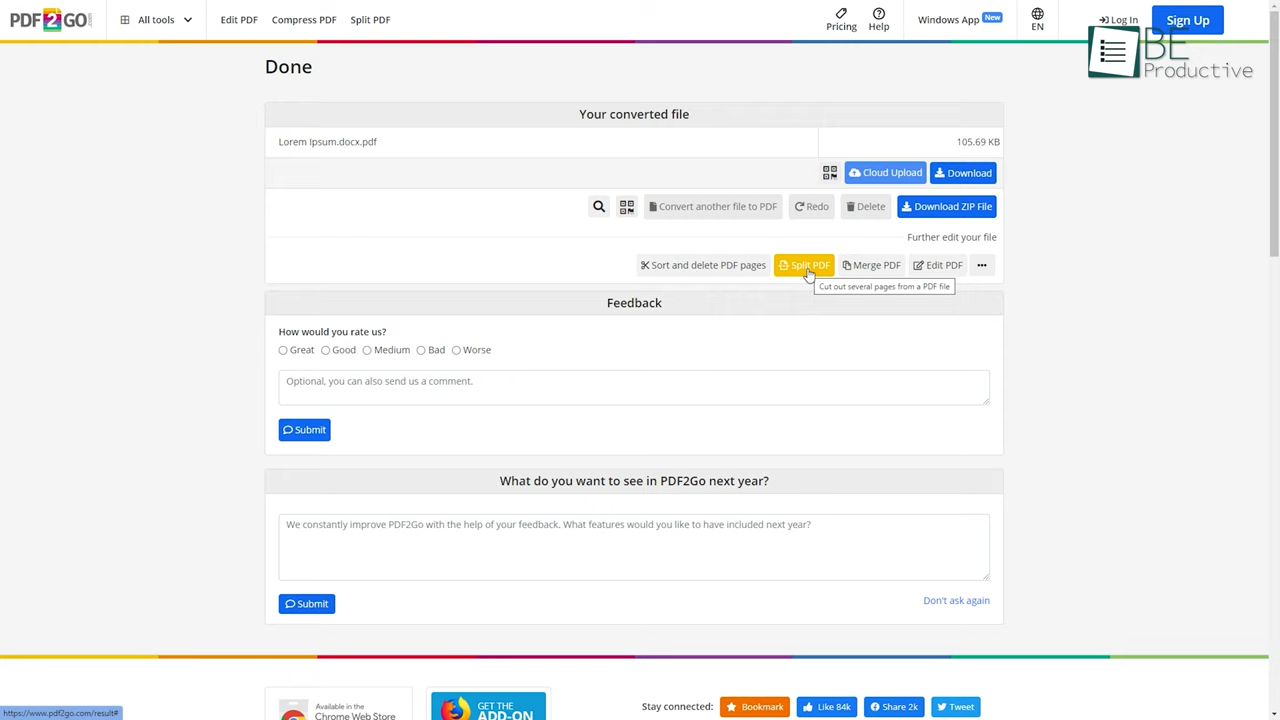 PDF2GO.com
All tools
Edit PDF
Compress PDF
Split PDF
Pricing
Help
Windows App New
EN
Log In
Sign Up
BE
Productive
Done
Your converted file
Lorem Ipsum.docx.pdf
105.69 KB
Cloud Upload
Download
Convert another file to PDF
Redo
Delete
Download ZIP File
Further edit your file
Sort and delete PDF pages
Split PDF
Merge PDF
Edit PDF
Cut out several pages from a PDF file
Feedback
How would you rate us?
Great
Good
Medium
Bad
Worse
Optional, you can also send us a comment.
Submit
What do you want to see in PDF2Go next year?
We constantly improve PDF2Go with the help of your feedback. What features would you like to have included next year?
Submit
Don't ask again
Available in the
Chrome Web Store
GET THE
ADD-ON
Stay connected:
Bookmark
Like 84k
Share 2k
Tweet
https://www.pdf2go.com/result#